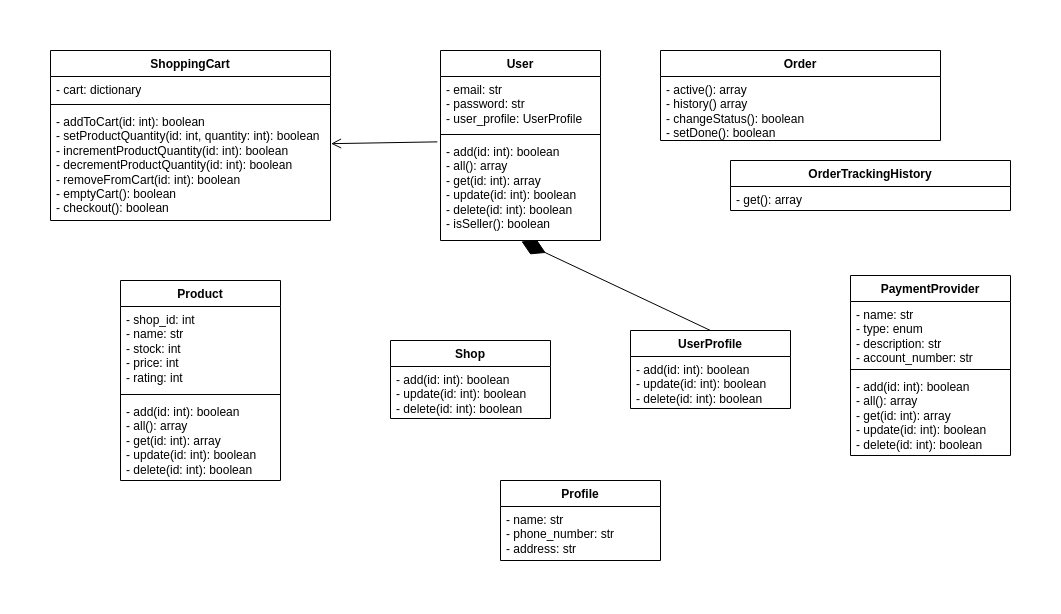 ShoppingCart
- cart: dictionary
- addToCart(id: int): boolean
- setProductQuantity(id: int, quantity: int): boolean
- incrementProductQuantity(id: int): boolean
- decrementProductQuantity(id: int): boolean
- removeFromCart(id: int): boolean
- emptyCart(): boolean
- checkout(): boolean
User
- email: str
- password: str
- user_profile: UserProfile
- add(id: int): boolean
- all(): array
- get(id: int): array
- update(id: int): boolean
- delete(id: int): boolean
- isSeller(): boolean
Order
- active(): array
- history() array
- changeStatus(): boolean
- setDone(): boolean
OrderTrackingHistory
- get(): array
Product
- shop_id: int
- name: str
- stock: int
- price: int
- rating: int
- add(id: int): boolean
- all(): array
- get(id: int): array
- update(id: int): boolean
- delete(id: int): boolean
Shop
- add(id: int): boolean
- update(id: int): boolean
- delete(id: int): boolean
UserProfile
- add(id: int): boolean
- update(id: int): boolean
- delete(id: int): boolean
PaymentProvider
- name: str
- type: enum
- description: str
- account_number: str
- add(id: int): boolean
- all(): array
- get(id: int): array
- update(id: int): boolean
- delete(id: int): boolean
Profile
- name: str
- phone_number: str
- address: str